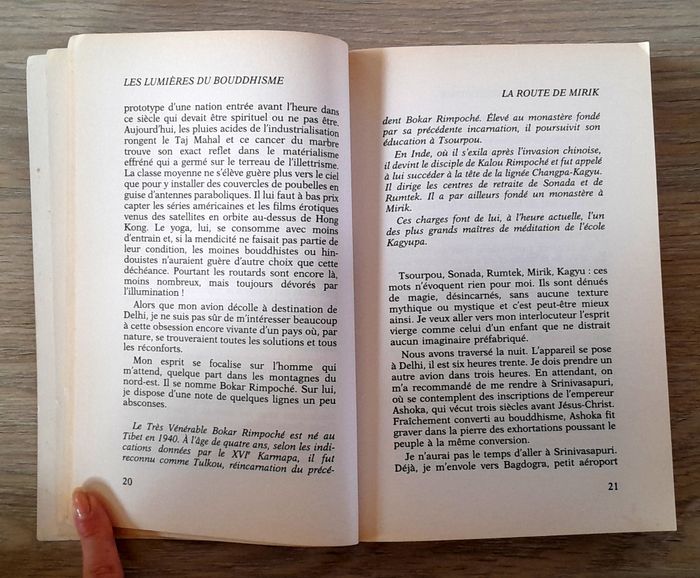 LES LUMIÈRES DU BOUDDHISME
prototype d'une nation entrée avant l'heure dans
ce siècle qui devait être spirituel ou ne pas être.
Aujourd'hui, les pluies acides de l'industrialisation
rongent le Taj Mahal et ce cancer du marbre
trouve son exact reflet dans le matérialisme
effréné qui a germé sur le terreau de l'illettrisme.
La classe moyenne ne s'élève guère plus vers le ciel
que pour y installer des couvercles de poubelles en
guise d'antennes paraboliques. Il lui faut à bas prix
capter les séries américaines et les films érotiques
venus des satellites en orbite au-dessus de Hong
Kong. Le yoga, lui, se consomme avec moins
d'entrain et, si la mendicité ne faisait pas partie de
leur condition, les moines bouddhistes ou hin-
douistes n'auraient guère d'autre choix que cette
déchéance. Pourtant les routards sont encore là,
moins nombreux, mais toujours dévorés par
l'illumination !
Alors que mon avion décolle à destination de
Delhi, je ne suis pas sûr de m'intéresser beaucoup
à cette obsession encore vivante d'un pays où, par
nature, se trouveraient toutes les solutions et tous
les réconforts.
Mon esprit se focalise sur l'homme qui
m'attend, quelque part dans les montagnes du
nord-est. Il se nomme Bokar Rimpoché. Sur lui,
je dispose d'une note de quelques lignes un peu
absconses.
Le Très Vénérable Bokar Rimpoché est né au
Tibet en 1940. À l'âge de quatre ans, selon les indi-
cations données par le XVIe Karmapa, il fut
reconnu comme Tulkou, réincarnation du précé-
20
LA ROUTE DE MIRIK
dent Bokar Rimpoché. Élevé au monastère fondé
par sa précédente incarnation, il poursuivit son
éducation à Tsourpou.
En Inde, où il s'exila après l'invasion chinoise,
il devint le disciple de Kalou Rimpoché et fut appelé
à lui succéder à la tête de la lignée Changpa-Kagyu.
Il dirige les centres de retraite de Sonada et de
Rumtek. Il a par ailleurs fondé un monastère à
Mirik.
Ces charges font de lui, à l'heure actuelle, l'un
des plus grands maîtres de méditation de l'école
Kagyupa.
Tsourpou, Sonada, Rumtek, Mirik, Kagyu : ces
mots n'évoquent rien pour moi. Ils sont dénués
de magie, désincarnés, sans aucune texture
mythique ou mystique et c'est peut-être mieux
ainsi. Je veux aller vers mon interlocuteur l'esprit
vierge comme celui d'un enfant que ne distrait
aucun imaginaire préfabriqué.
Nous avons traversé la nuit. L'appareil se pose
à Delhi, il est six heures trente. Je dois prendre un
autre avion dans trois heures. En attendant, on
m'a recommandé de me rendre à Srinivasapuri,
où se contemplent des inscriptions de l'empereur
Ashoka, qui vécut trois siècles avant Jésus-Christ.
Fraîchement converti au bouddhisme, Ashoka fit
graver dans la pierre des exhortations poussant le
peuple à la même conversion.
Je n'aurai pas le temps d'aller à Srinivasapuri.
Déjà, je m'envole vers Bagdogra, petit aéroport
21